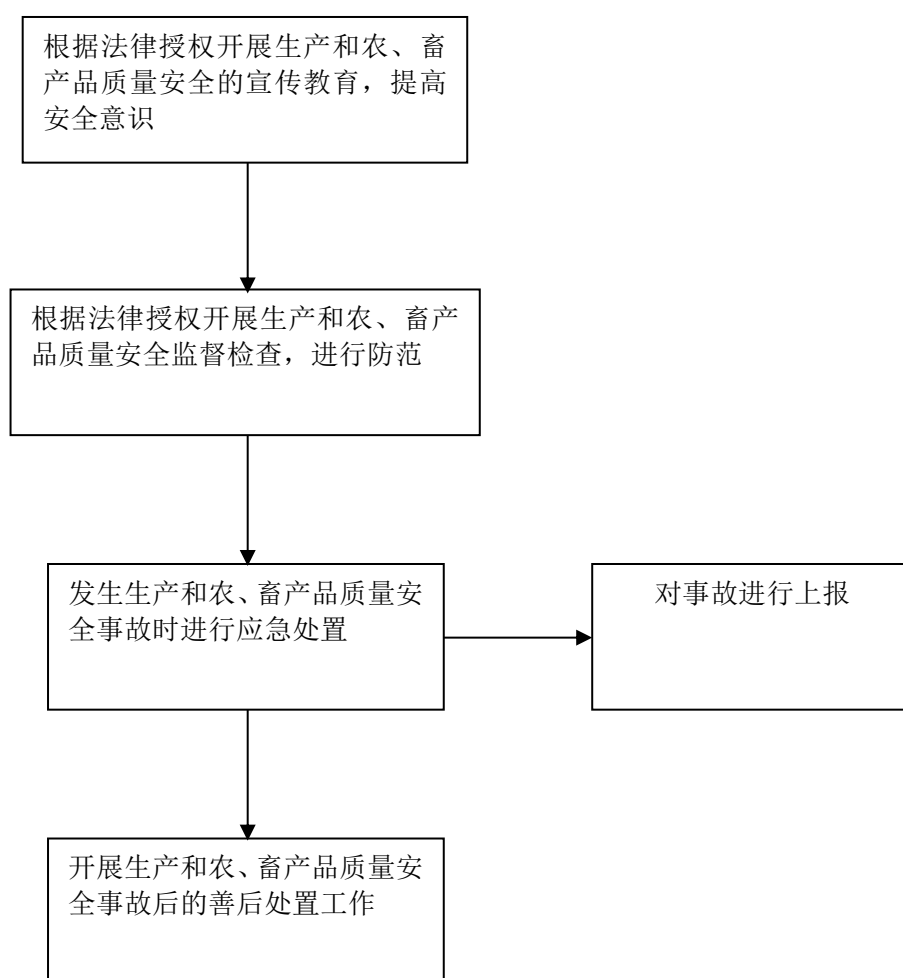 根据法律授权开展生产和农、畜
产品质量安全的宣传教育，提高
安全意识
根据法律授权开展生产和农、畜产
品质量安全监督检查，进行防范
发生生产和农、畜产品质量安
全事故时进行应急处置
对事故进行上报
开展生产和农、畜产品质量安
全事故后的善后处置工作